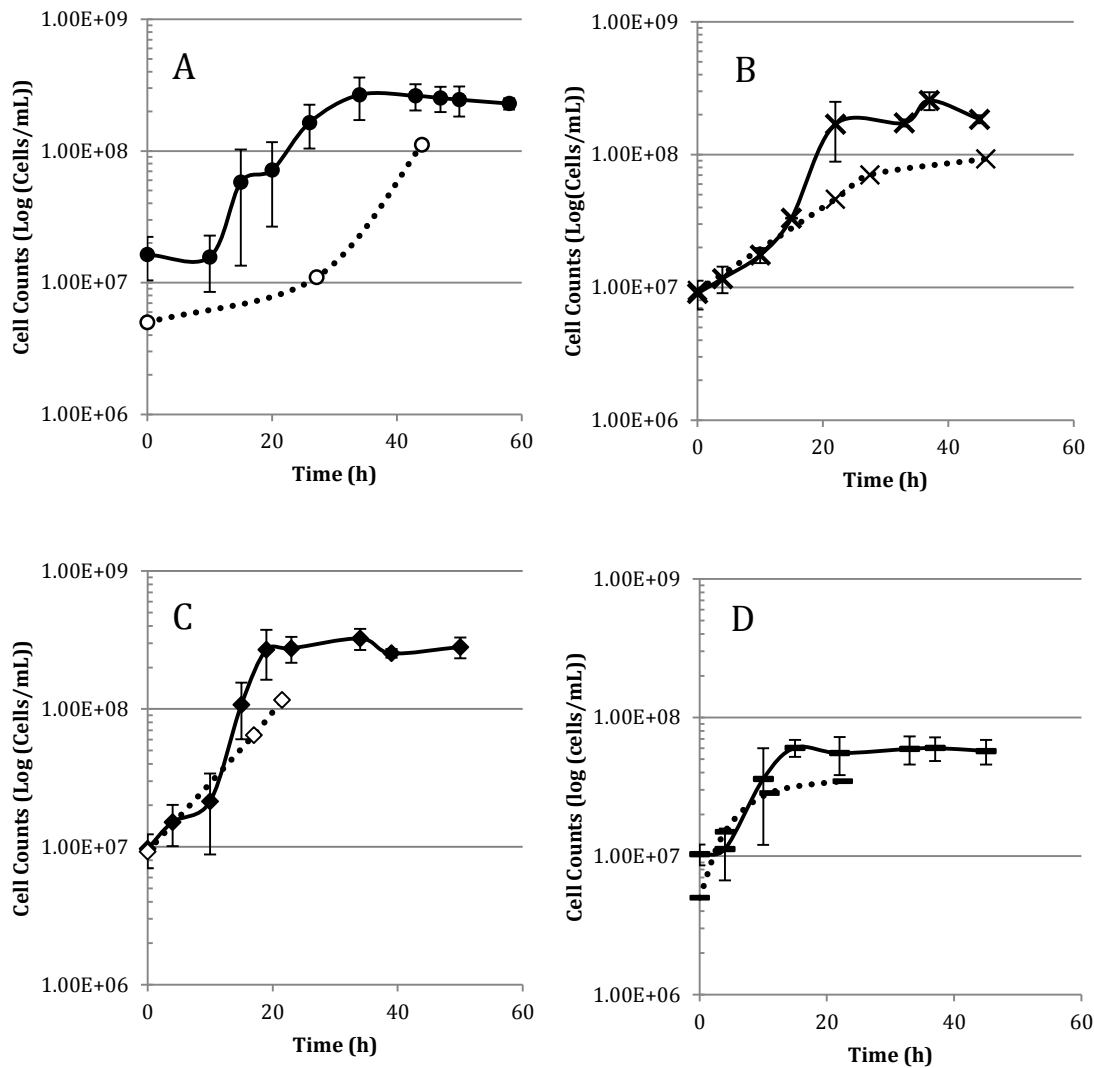 A
Cell Counts (Log (Cells/mL))
1.00E+09
1.00E+08
1.00E+07
1.00E+06
0
20
40
60
Time (h)
B
Cell Counts (Log(Cells/mL))
1.00E+09
1.00E+08
1.00E+07
1.00E+06
0
20
40
60
Time (h)
C
Cell Counts (Log (Cells/mL))
1.00E+09
1.00E+08
1.00E+07
1.00E+06
0
20
40
60
Time (h)
D
Cell Counts (log (cells/mL))
1.00E+09
1.00E+08
1.00E+07
1.00E+06
0
20
40
60
Time (h)